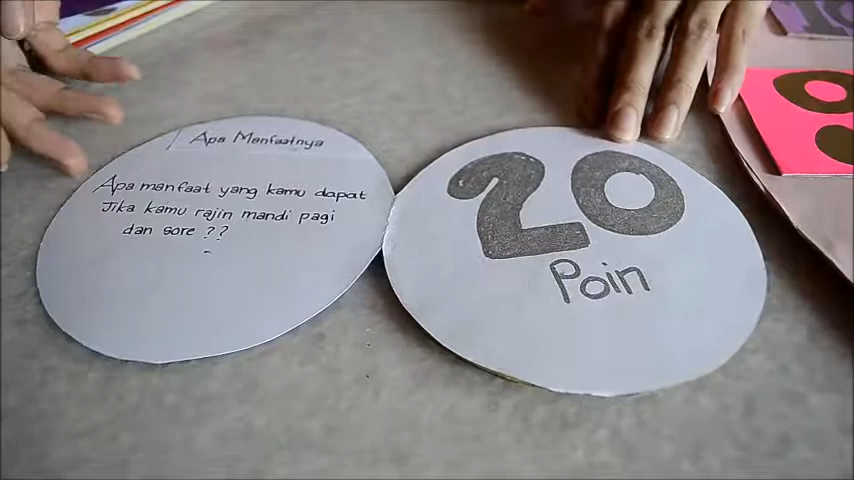 Apa Manfaatnya
Apa manfaat yang kamu dapat
Jika kamu rajin mandi pagi
dan sore ??
20
Poin